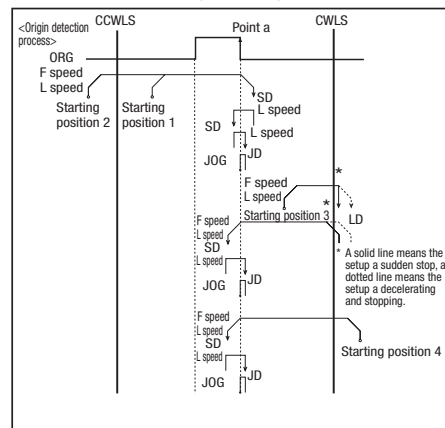 CCWLS
Point a
CWLS
<Origin detection
process>
ORG
F speed
L speed
Starting
position 2
Starting
position 1
SD
L speed
SD
L speed
JOG
JD
*
F speed
L speed
*
Starting position 3
LD
F speed
L speed
SD
L speed
JOG
JD
* A solid line means the
setup a sudden stop, a
dotted line means the
setup a decelerating
and stopping.
F speed
L speed
SD
L speed
Starting position 4
JOG
JD